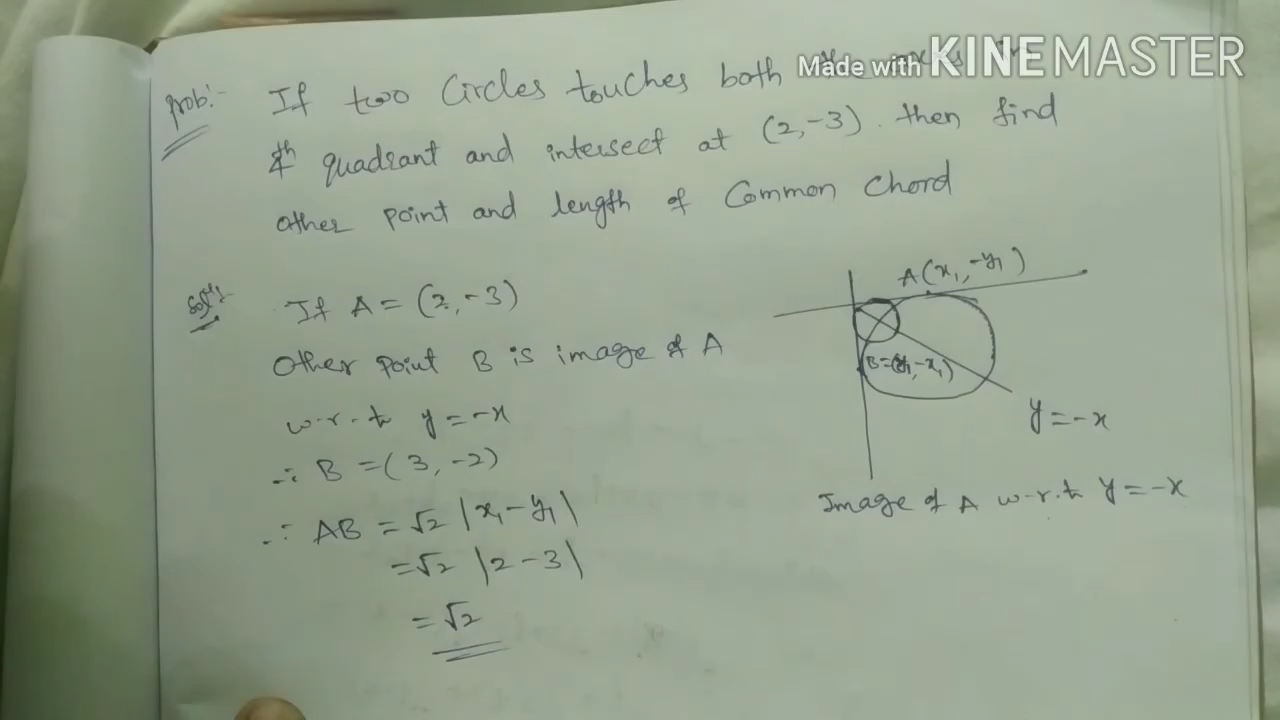 Made with KINEMASTER
Prob:- If two Circles touches both
4th quadrant and intersect at (2,-3). then find
other point and length of Common Chord
Sol:- If A = (2,-3)
Other point B is image of A
w.r.to y = -x
∴ B = (3,-2)
∴ AB = √2 |x₁-y₁|
= √2 |2-3|
= √2
A(x₁,-y₁)
B=(y₁,-x₁)
y = -x
Image of A w.r.to y = -x